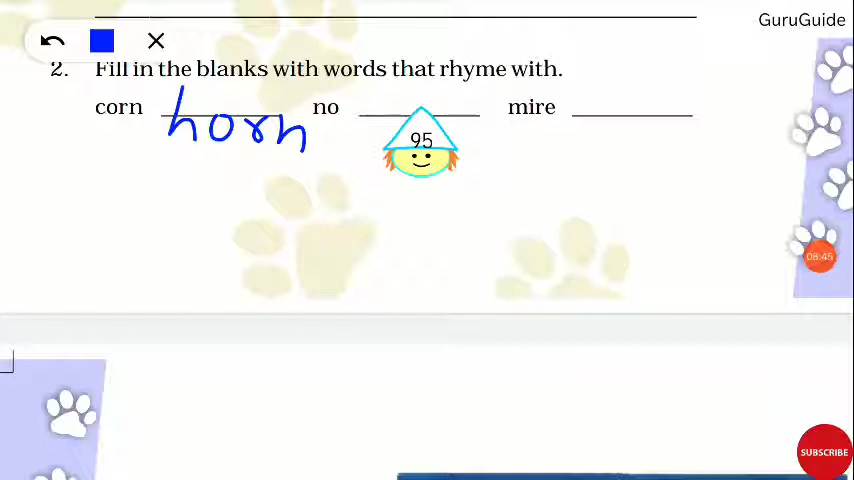 GuruGuide
2. Fill in the blanks with words that rhyme with.
corn horn no mire
95
08:45
SUBSCRIBE